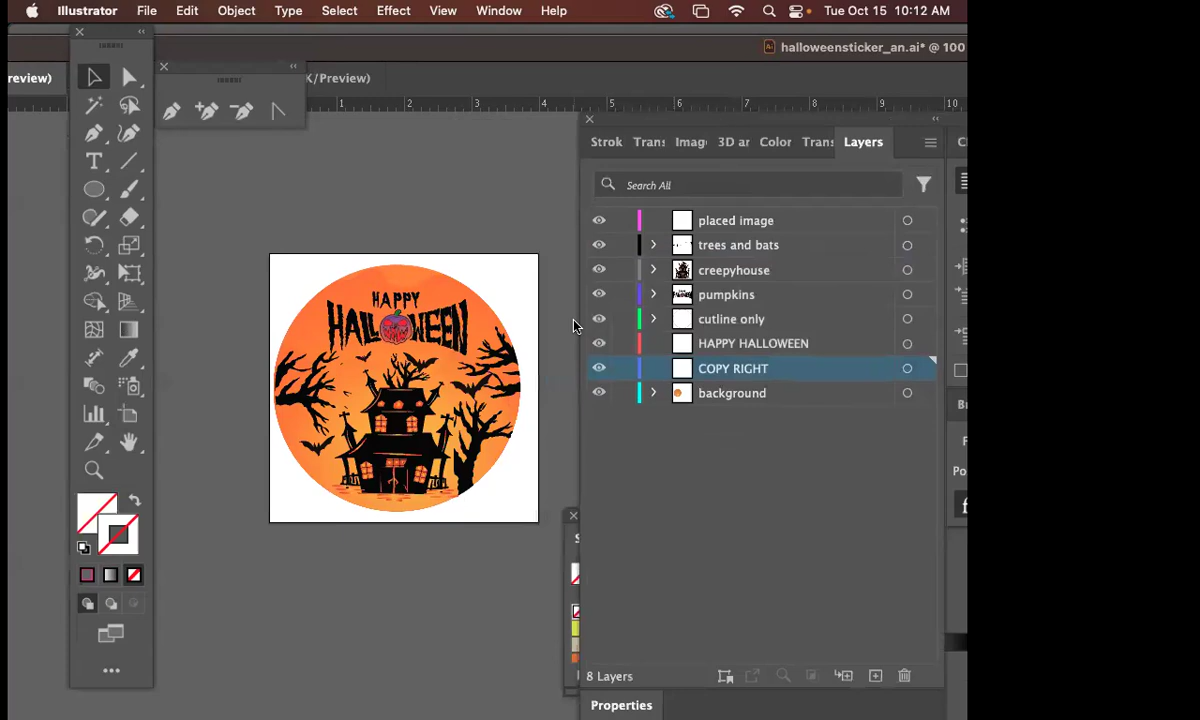 Illustrator File Edit Object Type Select Effect View Window Help Tue Oct 15 10:12 AM
halloweensticker_an.ai* @ 100
review) K/Preview)
1 2 3 4 5 6 7 8 9 10
Strok Trans Image 3D ar Color Trans Layers
Search All
placed image
trees and bats
creepyhouse
pumpkins
cutline only
HAPPY HALLOWEEN
COPY RIGHT
background
HAPPY
HALLOWEEN
8 Layers
Properties